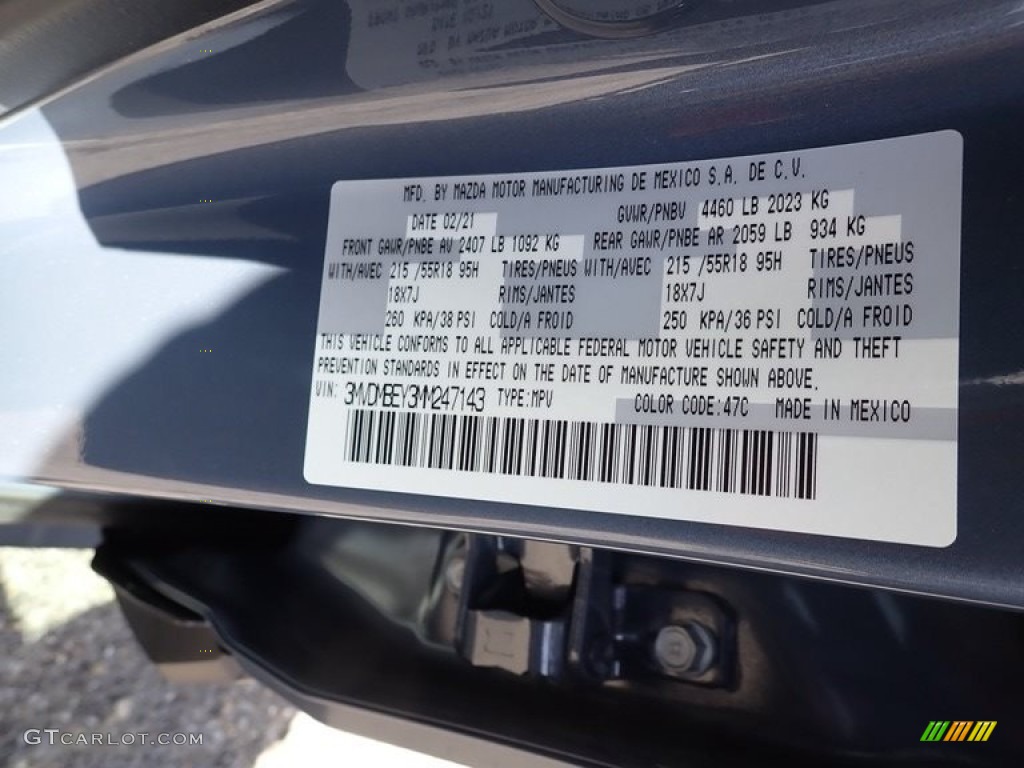 MFD. BY MAZDA MOTOR MANUFACTURING DE MEXICO S.A. DE C.V.
DATE 02/21 GVWR/PNBV 4460 LB 2023 KG
FRONT GAWR/PNBE AV 2407 LB 1092 KG REAR GAWR/PNBE AR 2059 LB 934 KG
WITH/AVEC 215 /55R18 95H TIRES/PNEUS WITH/AVEC 215 /55R18 95H TIRES/PNEUS
18X7J RIMS/JANTES 18X7J RIMS/JANTES
260 KPA/38 PSI COLD/A FROID 250 KPA/36 PSI COLD/A FROID
THIS VEHICLE CONFORMS TO ALL APPLICABLE FEDERAL MOTOR VEHICLE SAFETY AND THEFT
PREVENTION STANDARDS IN EFFECT ON THE DATE OF MANUFACTURE SHOWN ABOVE.
VIN: 3MVDMBEY3MM247143 TYPE:MPV COLOR CODE:47C MADE IN MEXICO
GTCARLOT.COM